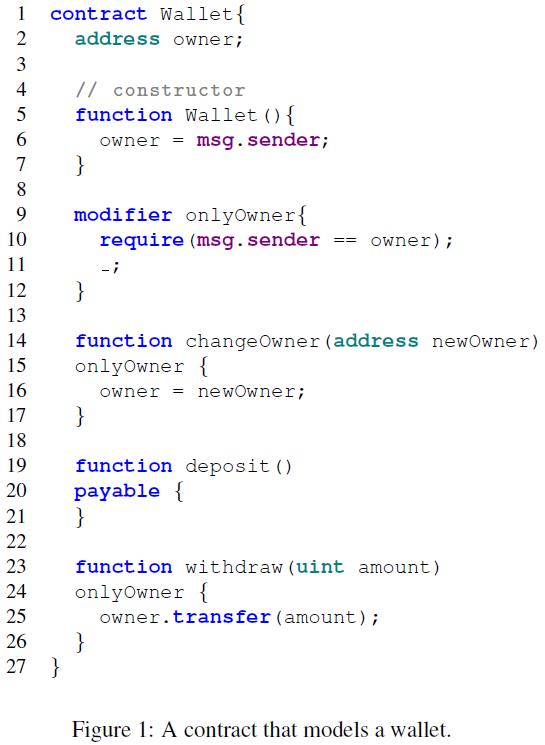 1 contract Wallet{
2 address owner;
3
4 // constructor
5 function Wallet(){
6 owner = msg.sender;
7 }
8
9 modifier onlyOwner{
10 require(msg.sender == owner);
11 _;
12 }
13
14 function changeOwner(address newOwner)
15 onlyOwner {
16 owner = newOwner;
17 }
18
19 function deposit()
20 payable {
21 }
22
23 function withdraw(uint amount)
24 onlyOwner {
25 owner.transfer(amount);
26 }
27 }
Figure 1: A contract that models a wallet.